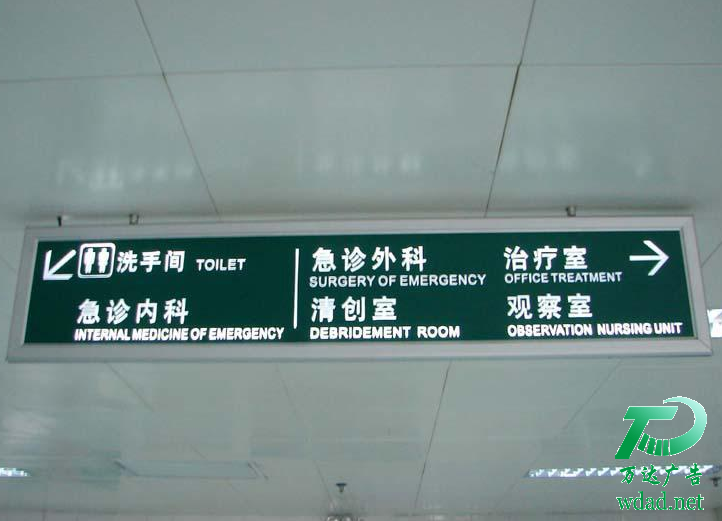 洗手间 TOILET
急诊内科
INTERNAL MEDICINE OF EMERGENCY
急诊外科
SURGERY OF EMERGENCY
清创室
DEBRIDEMENT ROOM
治疗室
OFFICE TREATMENT
观察室
OBSERVATION NURSING UNIT
万达广告
wdad.net